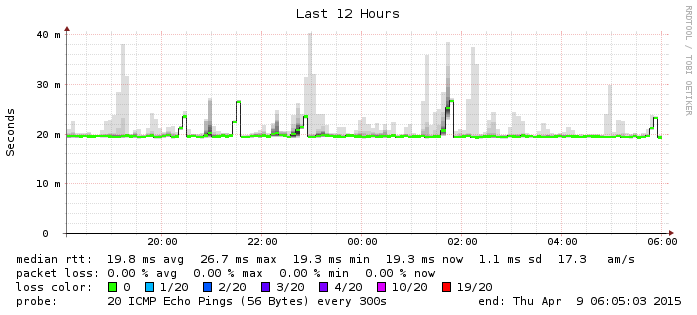 Last 12 Hours
RRDTOOL / TOBI OETIKER
Seconds
40 m
30 m
20 m
10 m
0
20:00 22:00 00:00 02:00 04:00 06:00
median rtt: 19.8 ms avg 26.7 ms max 19.3 ms min 19.3 ms now 1.1 ms sd 17.3 am/s
packet loss: 0.00 % avg 0.00 % max 0.00 % min 0.00 % now
loss color: 0 1/20 2/20 3/20 4/20 10/20 19/20
probe: 20 ICMP Echo Pings (56 Bytes) every 300s end: Thu Apr 9 06:05:03 2015